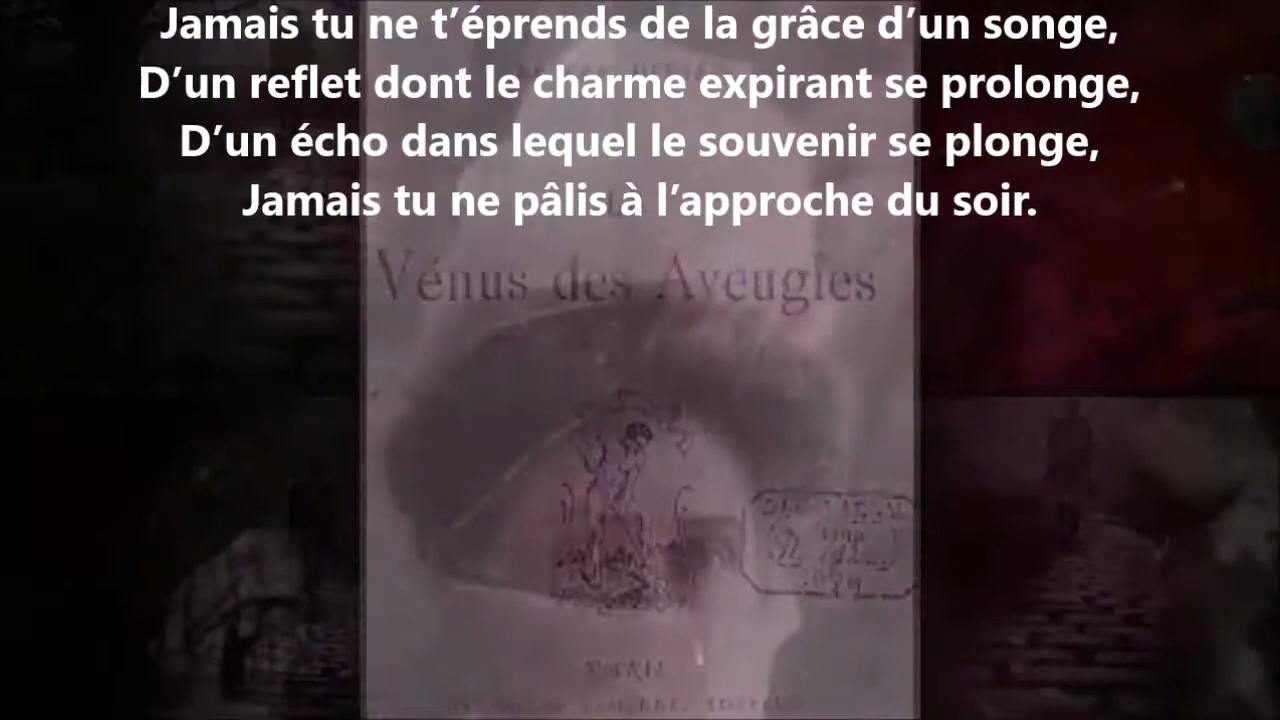 Jamais tu ne t’éprends de la grâce d’un songe,
D’un reflet dont le charme expirant se prolonge,
D’un écho dans lequel le souvenir se plonge,
Jamais tu ne pâlis à l’approche du soir.
Vénus des Aveugles